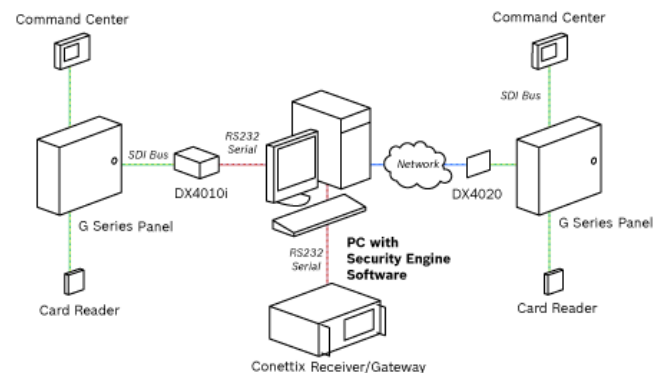 Command Center
Command Center
SDI Bus
RS232
Serial
SDI Bus
Network
DX4010i
DX4020
G Series Panel
G Series Panel
RS232
Serial
PC with
Security Engine
Software
Card Reader
Card Reader
Conettix Receiver/Gateway